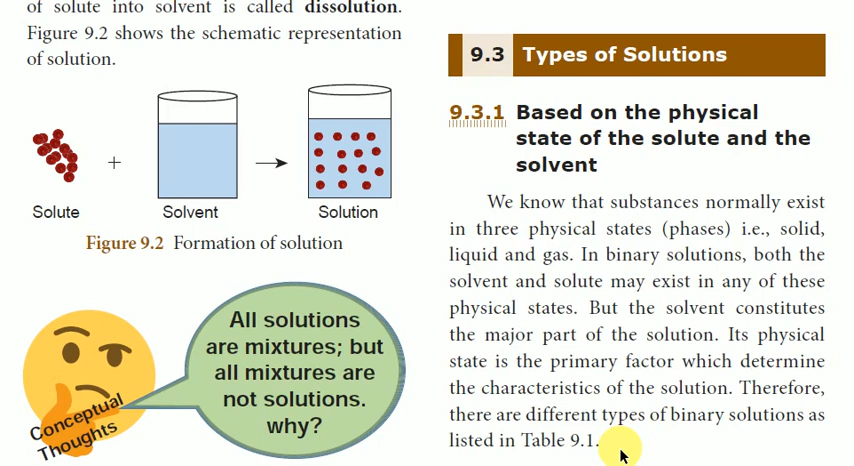 of solute into solvent is called dissolution.
Figure 9.2 shows the schematic representation
of solution.
Solute
+
Solvent
Solution
Figure 9.2 Formation of solution
Conceptual
Thoughts
All solutions
are mixtures; but
all mixtures are
not solutions.
why?
9.3 Types of Solutions
9.3.1 Based on the physical
state of the solute and the
solvent
We know that substances normally exist
in three physical states (phases) i.e., solid,
liquid and gas. In binary solutions, both the
solvent and solute may exist in any of these
physical states. But the solvent constitutes
the major part of the solution. Its physical
state is the primary factor which determine
the characteristics of the solution. Therefore,
there are different types of binary solutions as
listed in Table 9.1.